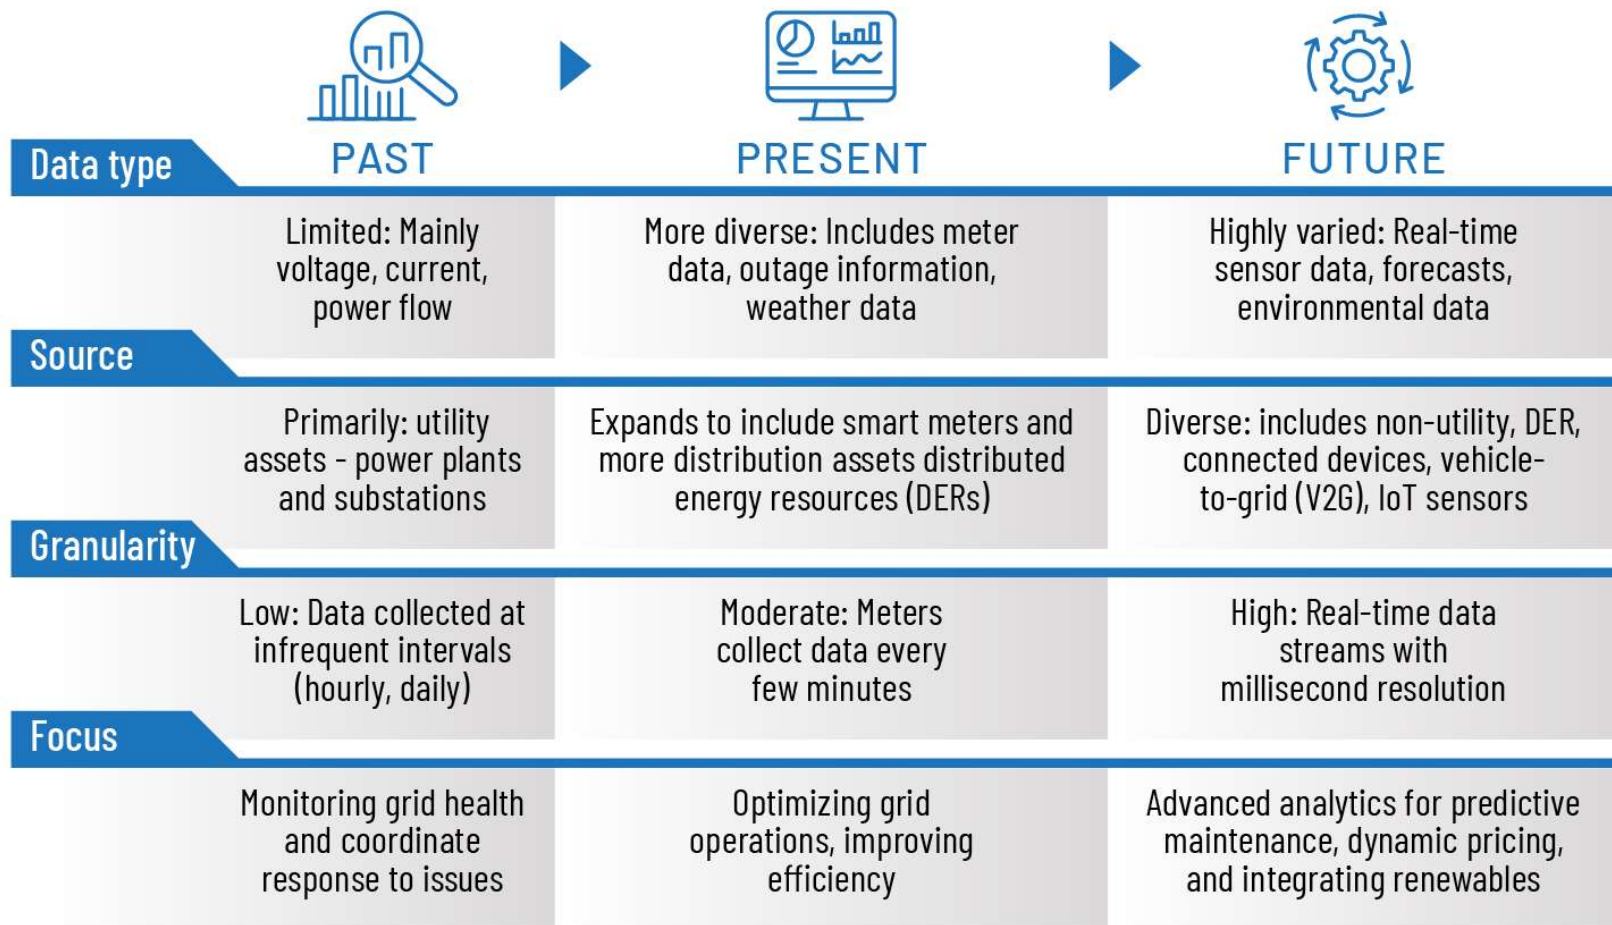 PAST
PRESENT
FUTURE
Data type
Limited: Mainly
voltage, current,
power flow
More diverse: Includes meter
data, outage information,
weather data
Highly varied: Real-time
sensor data, forecasts,
environmental data
Source
Primarily: utility
assets - power plants
and substations
Expands to include smart meters and
more distribution assets distributed
energy resources (DERs)
Diverse: includes non-utility, DER,
connected devices, vehicle-
to-grid (V2G), IoT sensors
Granularity
Low: Data collected at
infrequent intervals
(hourly, daily)
Moderate: Meters
collect data every
few minutes
High: Real-time data
streams with
millisecond resolution
Focus
Monitoring grid health
and coordinate
response to issues
Optimizing grid
operations, improving
efficiency
Advanced analytics for predictive
maintenance, dynamic pricing,
and integrating renewables